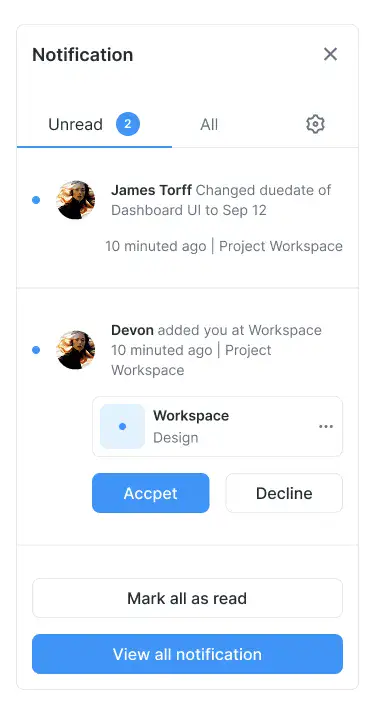 Notification
Unread 2 All
James Torff Changed duedate of
Dashboard UI to Sep 12
10 minuted ago | Project Workspace
Devon added you at Workspace
10 minuted ago | Project
Workspace
Workspace
Design
Accpet Decline
Mark all as read
View all notification